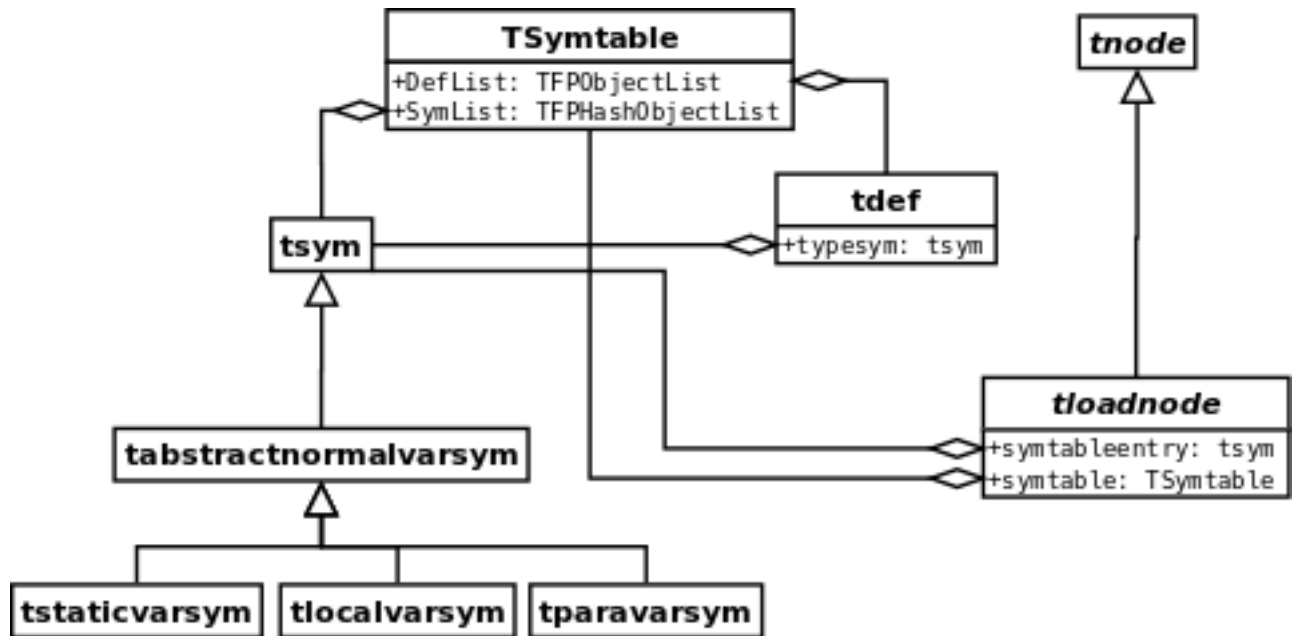 TSymtable
+DefList: TFPObjectList
+SymList: TFPHashObjectList
tnode
tdef
+typesym: tsym
tsym
tloadnode
+symtableentry: tsym
+symtable: TSymtable
tabstractnormalvarsym
tstaticvarsym
tlocalvarsym
tparavarsym